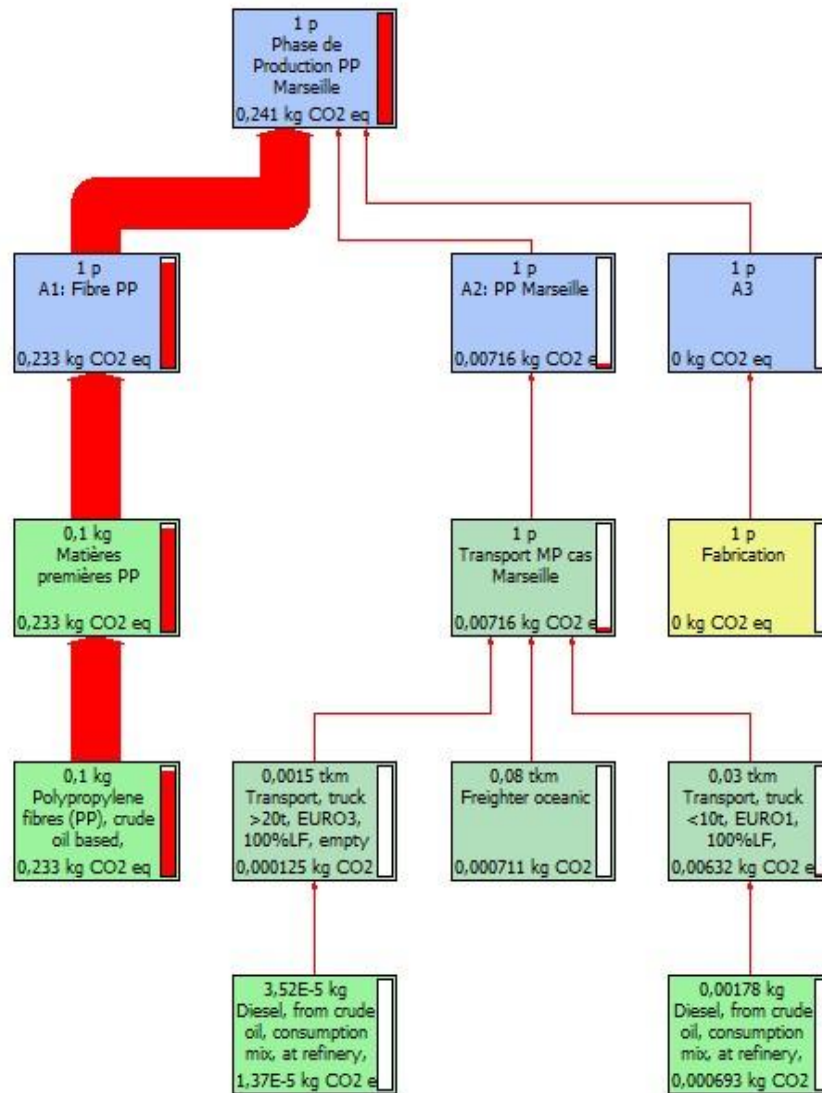 1 p
Phase de
Production PP
Marseille
0,241 kg CO2 eq
1 p
A1: Fibre PP
0,233 kg CO2 eq
1 p
A2: PP Marseille
0,00716 kg CO2 e
1 p
A3
0 kg CO2 eq
0,1 kg
Matières
premières PP
0,233 kg CO2 eq
1 p
Transport MP cas
Marseille
0,00716 kg CO2 e
1 p
Fabrication
0 kg CO2 eq
0,1 kg
Polypropylene
fibres (PP), crude
oil based,
0,233 kg CO2 eq
0,0015 tkm
Transport, truck
>20t, EURO3,
100%LF, empty
0,000125 kg CO2
0,08 tkm
Freighter oceanic
0,000711 kg CO2
0,03 tkm
Transport, truck
<10t, EURO1,
100%LF,
0,00632 kg CO2 e
3,52E-5 kg
Diesel, from crude
oil, consumption
mix, at refinery,
1,37E-5 kg CO2 e
0,00178 kg
Diesel, from crude
oil, consumption
mix, at refinery,
0,000693 kg CO2